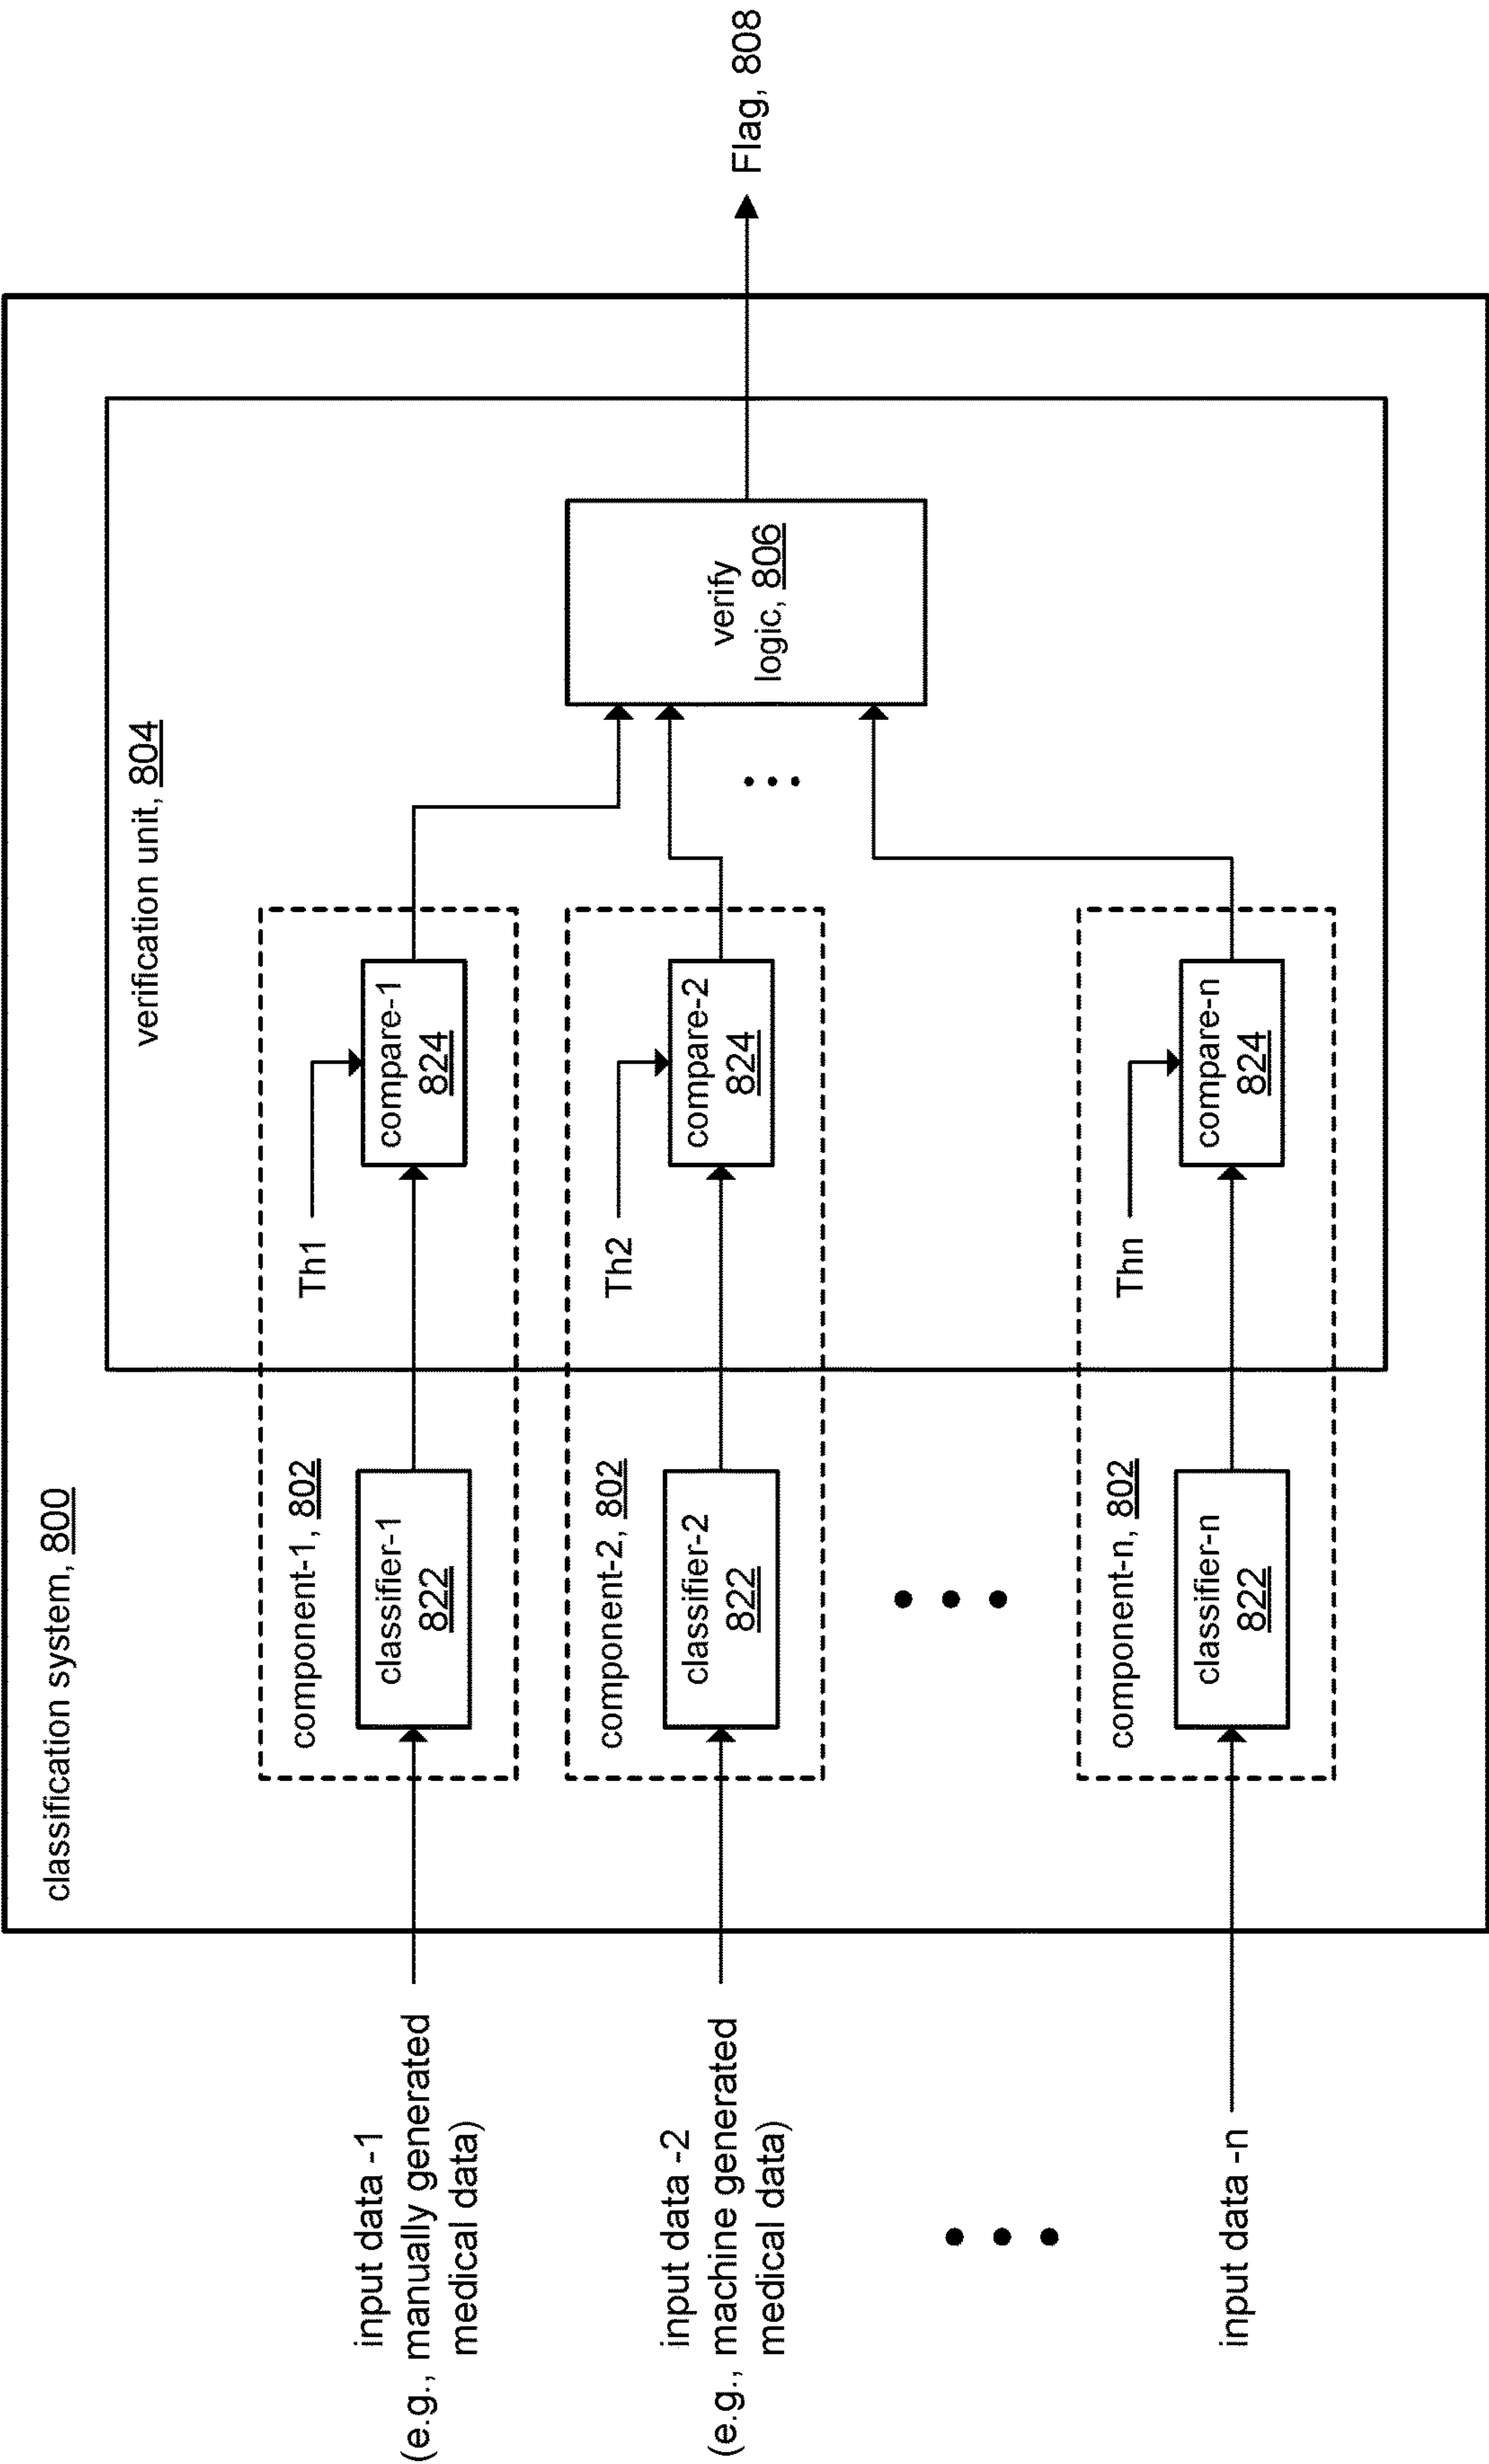 classification system, 800
verification unit, 804
input data -1
(e.g., manually generated
medical data)
component-1, 802
classifier-1
822
Th1
compare-1
824
input data -2
(e.g., machine generated
medical data)
component-2, 802
classifier-2
822
Th2
compare-2
824
verify
logic, 806
Flag, 808
input data -n
component-n, 802
classifier-n
822
Thn
compare-n
824